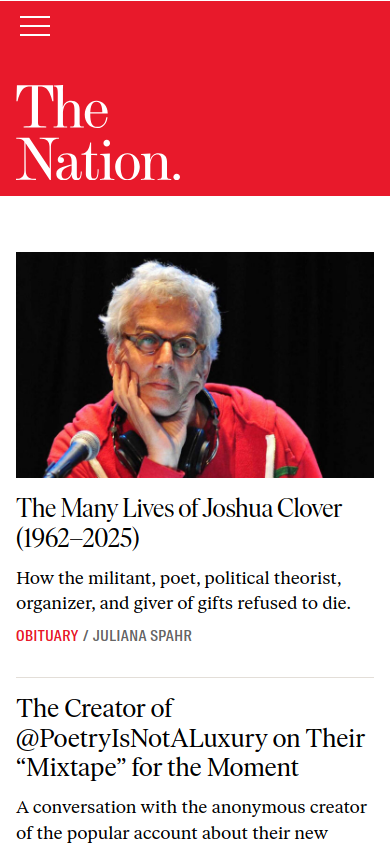 The
Nation.
The Many Lives of Joshua Clover
(1962–2025)
How the militant, poet, political theorist,
organizer, and giver of gifts refused to die.
OBITUARY / JULIANA SPAHR
The Creator of
@PoetryIsNotALuxury on Their
“Mixtape” for the Moment
A conversation with the anonymous creator
of the popular account about their new